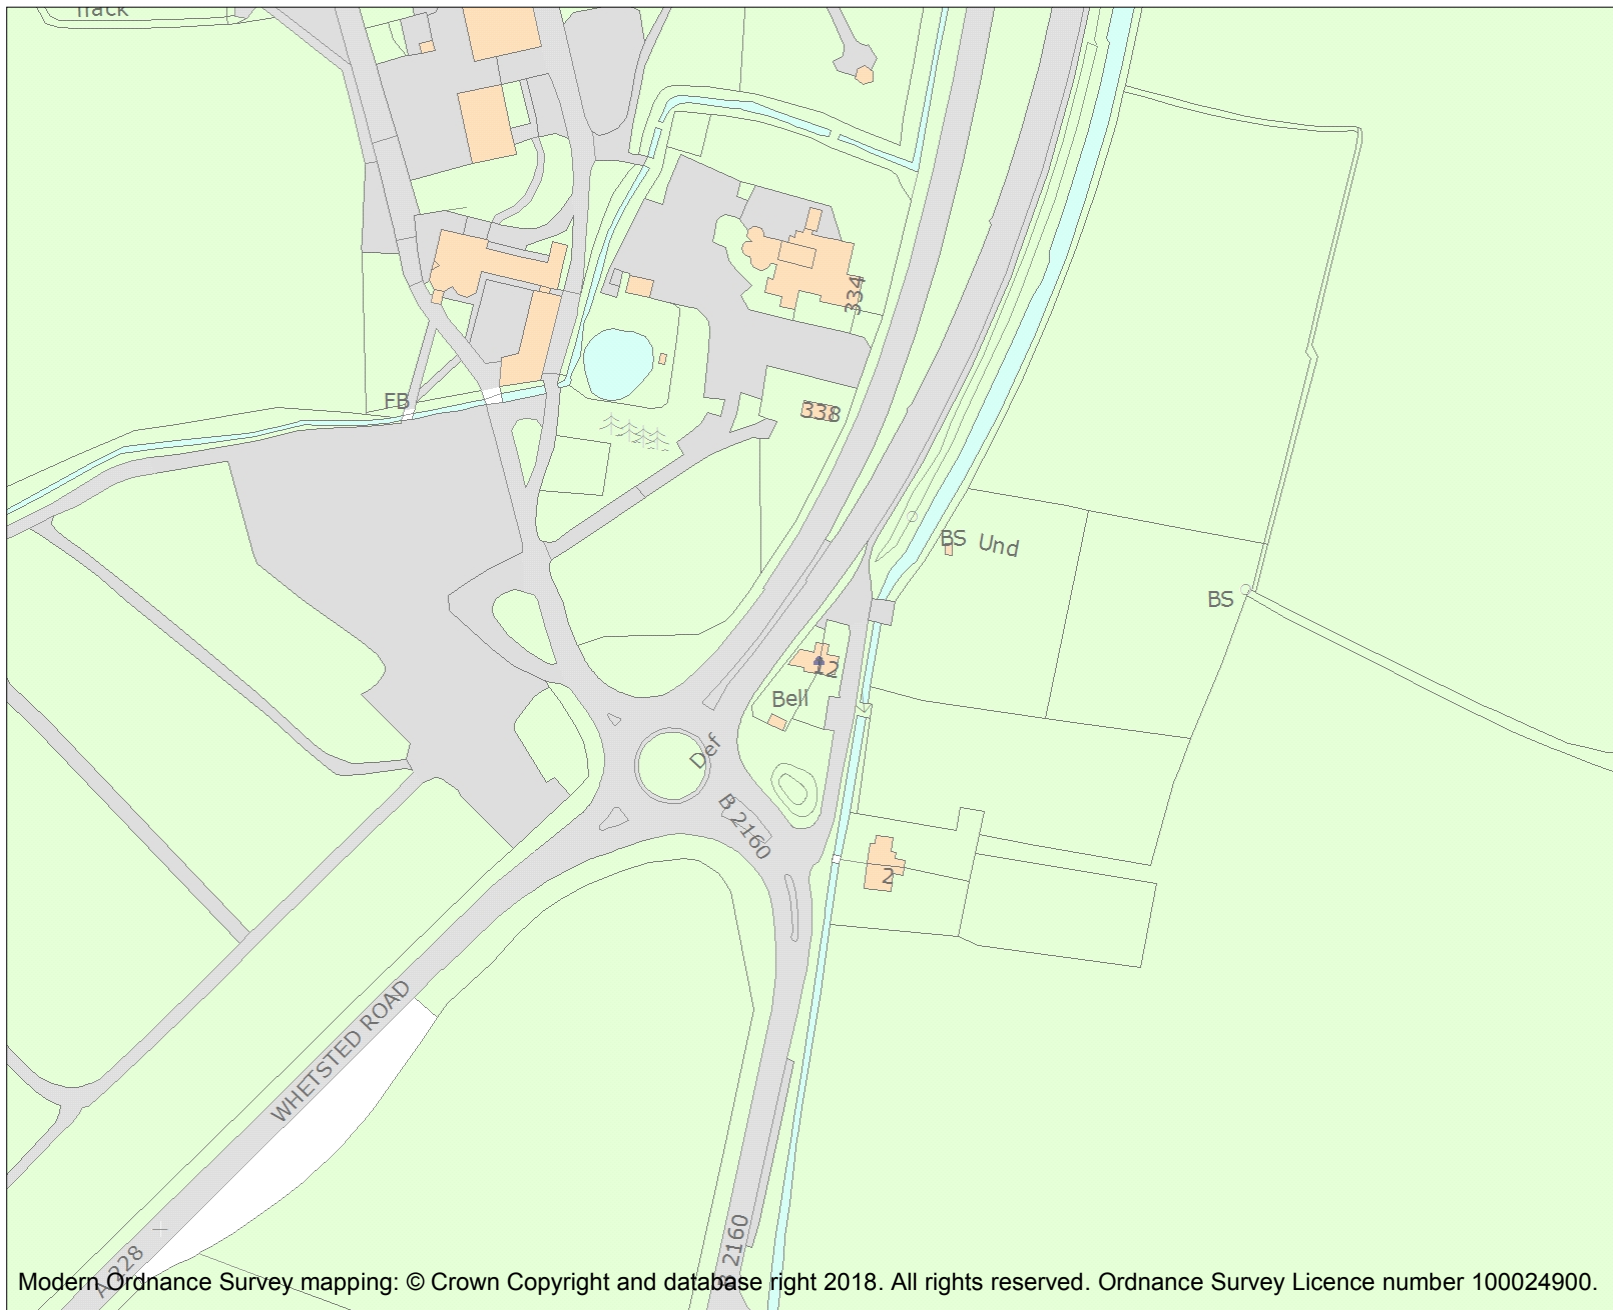 Track
334
FB
338
BS Und
BS
12
Bell
Def
B 2160
2
WHETSTED ROAD
B 2160
A 228
Modern Ordnance Survey mapping: © Crown Copyright and database right 2018. All rights reserved. Ordnance Survey Licence number 100024900.